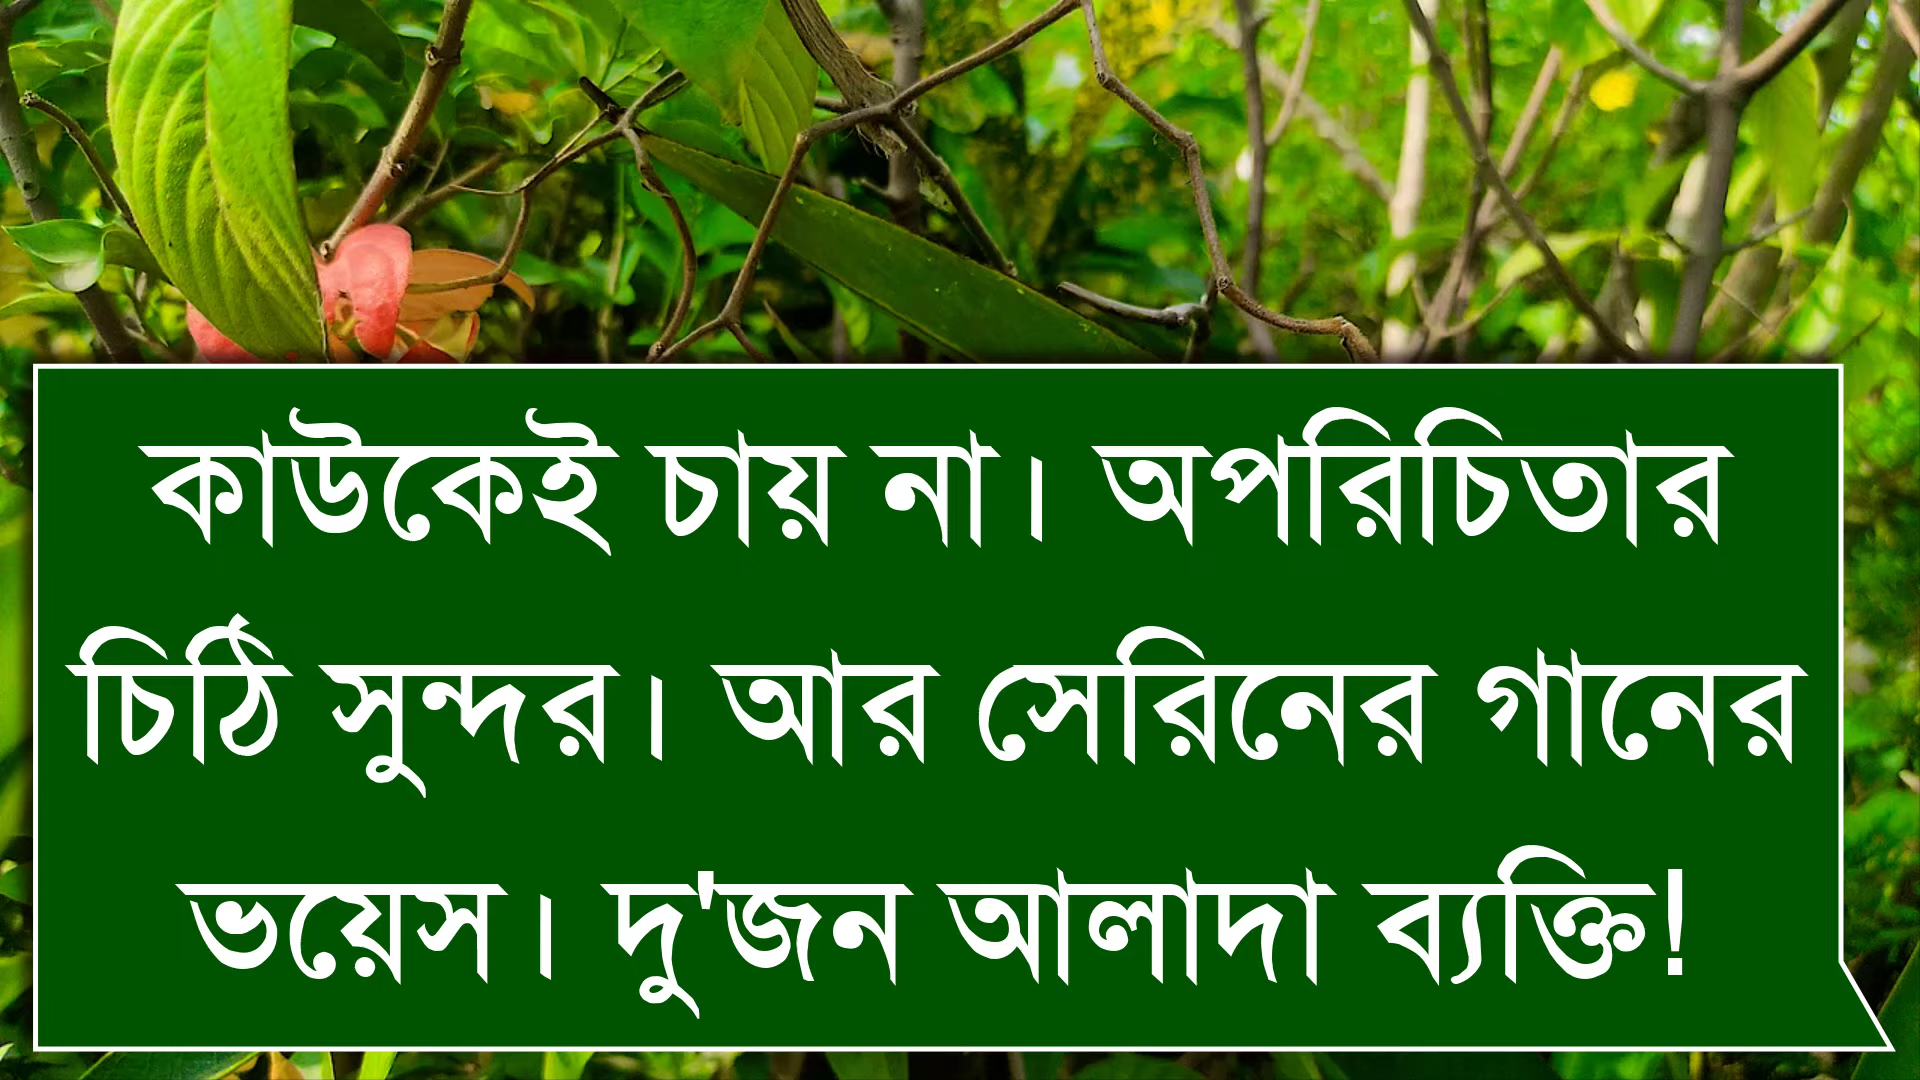 কাউকেই চায় না। অপরিচিতার
চিঠি সুন্দর। আর সেরিনের গানের
ভয়েস। দু'জন আলাদা ব্যক্তি!